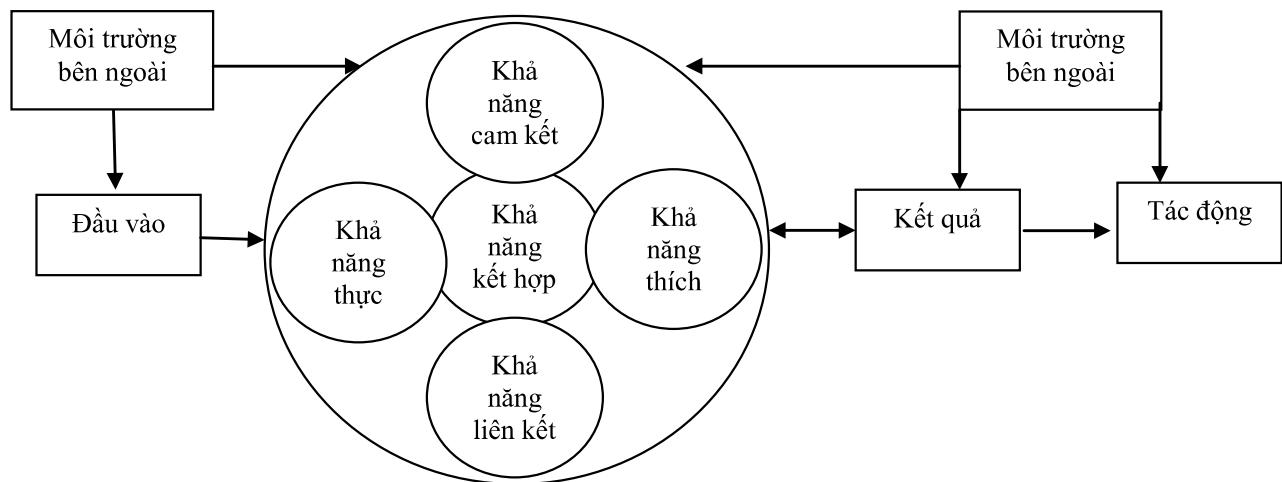 Môi trường
bên ngoài
Khả
năng
cam kết
Môi trường
bên ngoài
Đầu vào
Khả
năng
thực
Khả
năng
kết hợp
Khả
năng
thích
Kết quả
Tác động
Khả
năng
liên kết